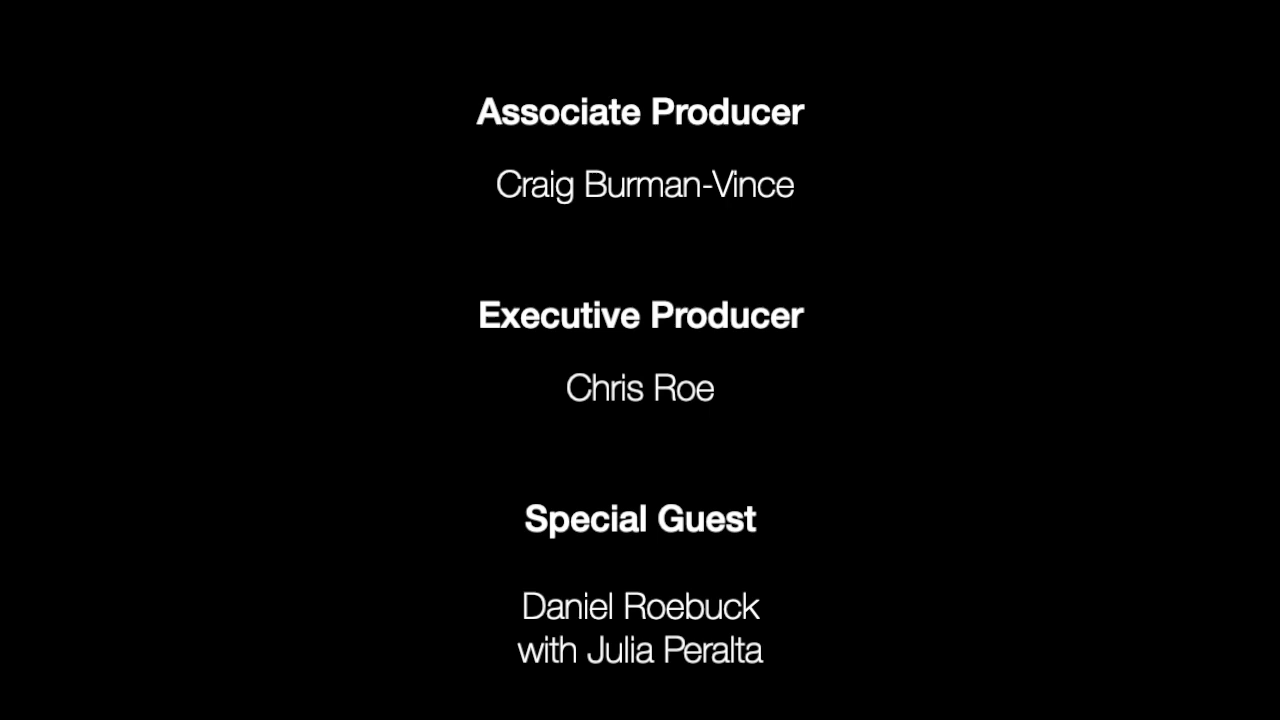 Associate Producer
Craig Burman-Vince
Executive Producer
Chris Roe
Special Guest
Daniel Roebuck
with Julia Peralta